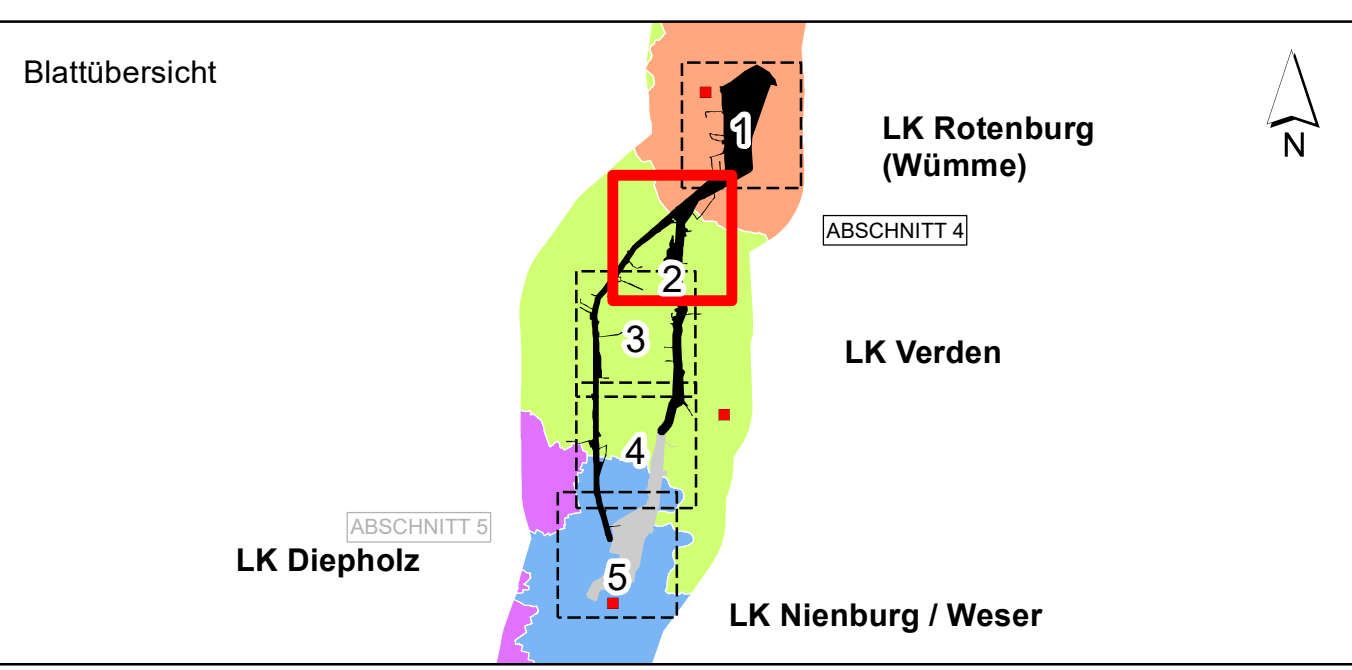 Blattübersicht
1
LK Rotenburg
(Wümme)
N
ABSCHNITT 4
2
3
LK Verden
4
ABSCHNITT 5
LK Diepholz
5
LK Nienburg / Weser